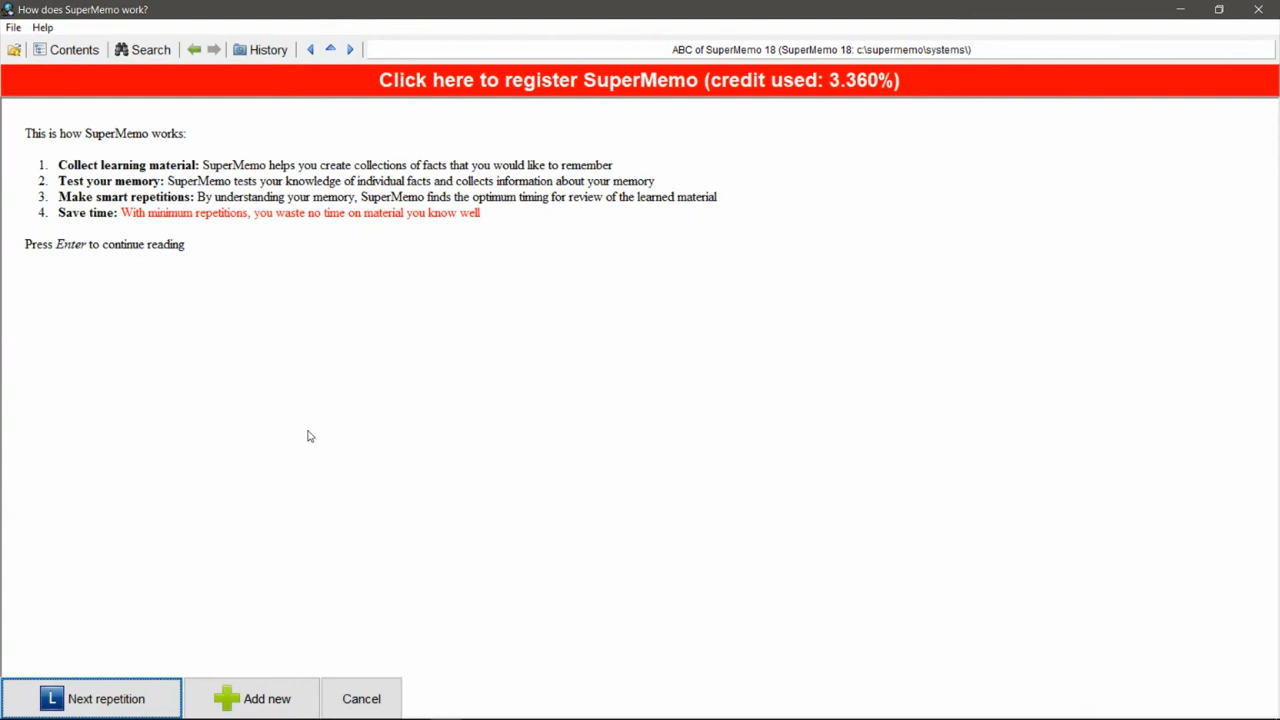 How does SuperMemo work?
File Help
Contents Search History ABC of SuperMemo 18 (SuperMemo 18: c:\supermemo\systems\)
Click here to register SuperMemo (credit used: 3.360%)
This is how SuperMemo works:
1. Collect learning material: SuperMemo helps you create collections of facts that you would like to remember
2. Test your memory: SuperMemo tests your knowledge of individual facts and collects information about your memory
3. Make smart repetitions: By understanding your memory, SuperMemo finds the optimum timing for review of the learned material
4. Save time: With minimum repetitions, you waste no time on material you know well
Press Enter to continue reading
L Next repetition Add new Cancel